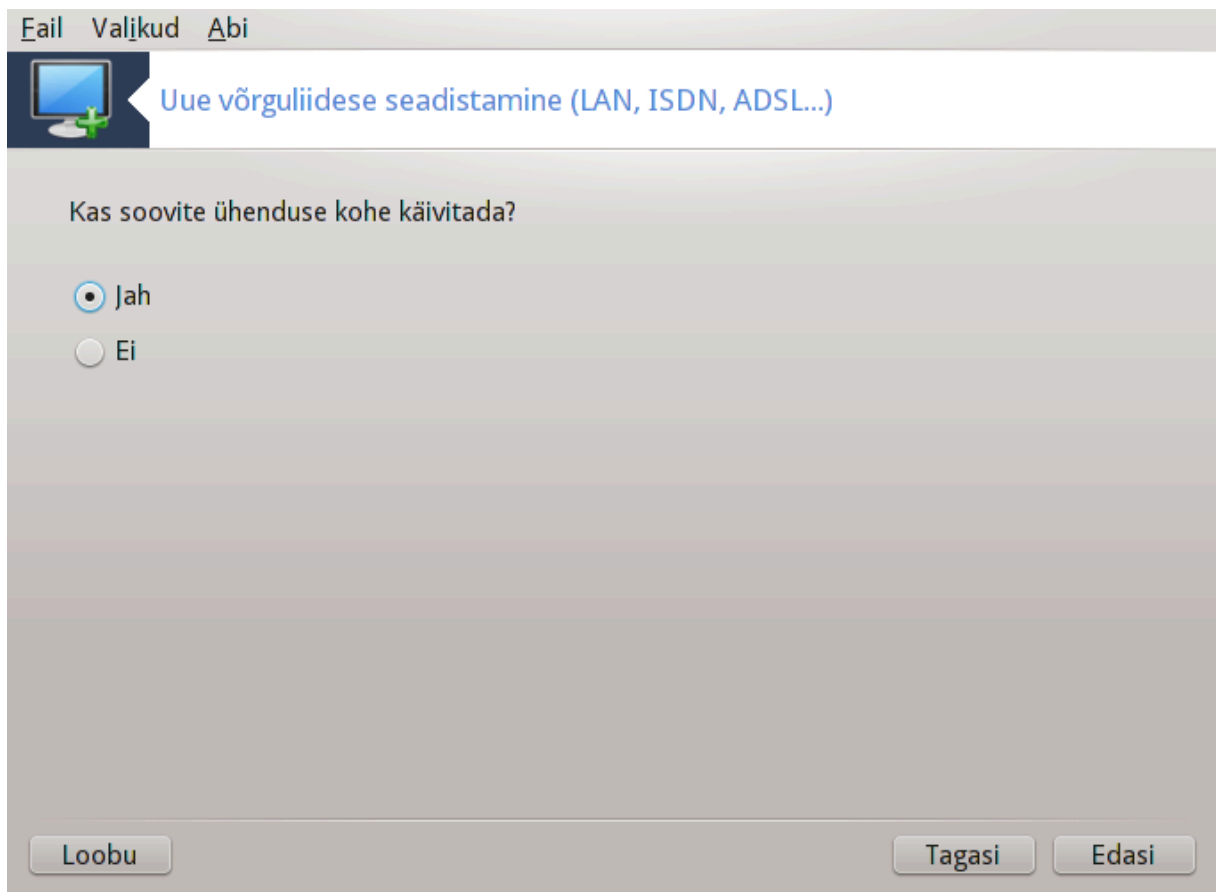 Fail Valikud Abi
Uue võrguliidese seadistamine (LAN, ISDN, ADSL...)
Kas soovite ühenduse kohe käivitada?
Jah
Ei
Loobu Tagasi Edasi